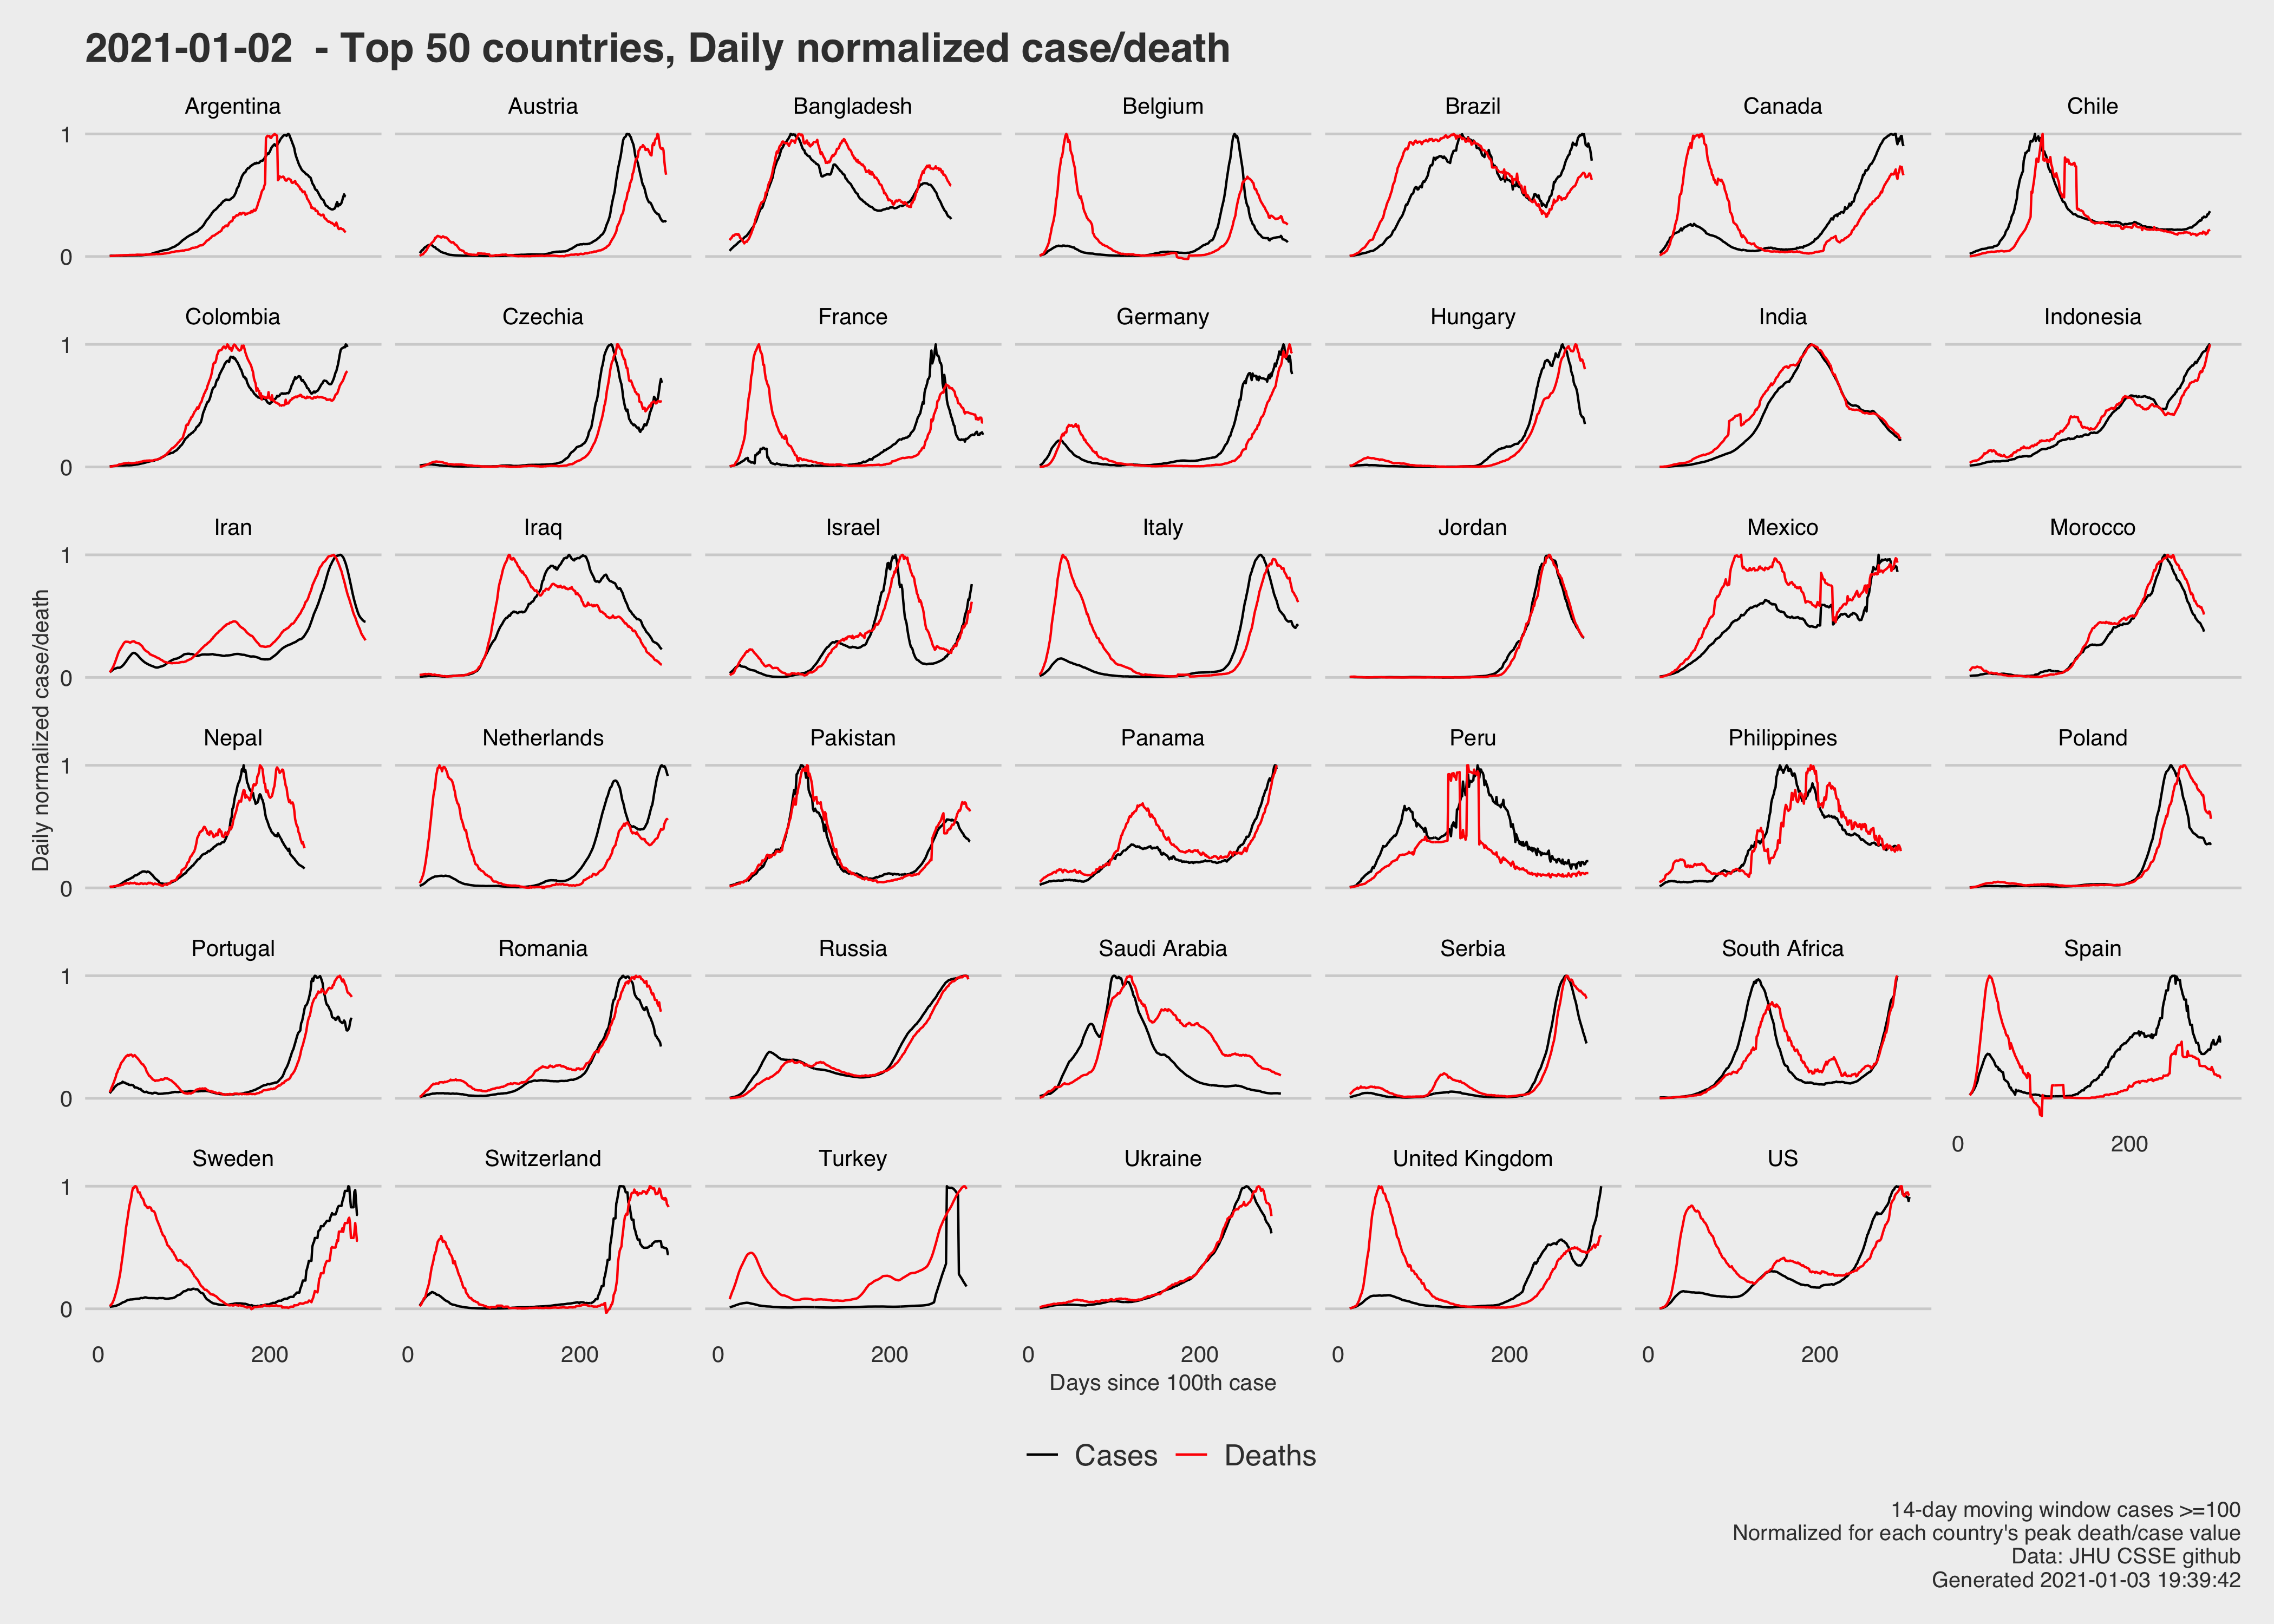 2021-01-02  - Top 50 countries, Daily normalized case/death
Argentina Austria Bangladesh Belgium Brazil Canada Chile
1
0
Colombia Czechia France Germany Hungary India Indonesia
1
0
Iran Iraq Israel Italy Jordan Mexico Morocco
1
0
Nepal Netherlands Pakistan Panama Peru Philippines Poland
1
0
Portugal Romania Russia Saudi Arabia Serbia South Africa Spain
1
0
0 200
Sweden Switzerland Turkey Ukraine United Kingdom US
1
0
0 200 0 200 0 200 0 200 0 200 0 200
Daily normalized case/death
Days since 100th case
Cases Deaths
14-day moving window cases >=100
Normalized for each country's peak death/case value
Data: JHU CSSE github
Generated 2021-01-03 19:39:42